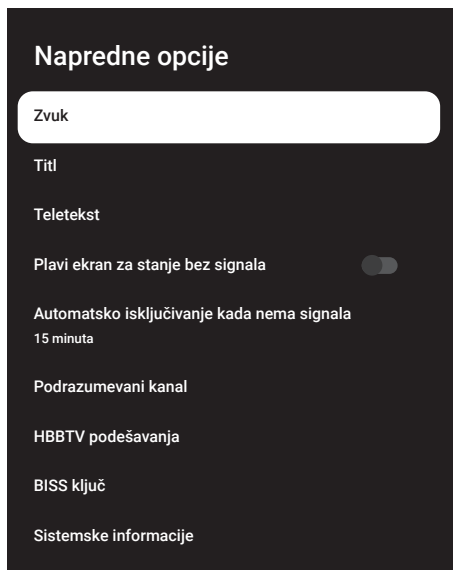 Napredne opcije
Zvuk
Titl
Teletekst
Plavi ekran za stanje bez signala
Automatsko isključivanje kada nema signala
15 minuta
Podrazumevani kanal
HBBTV podešavanja
BISS ključ
Sistemske informacije